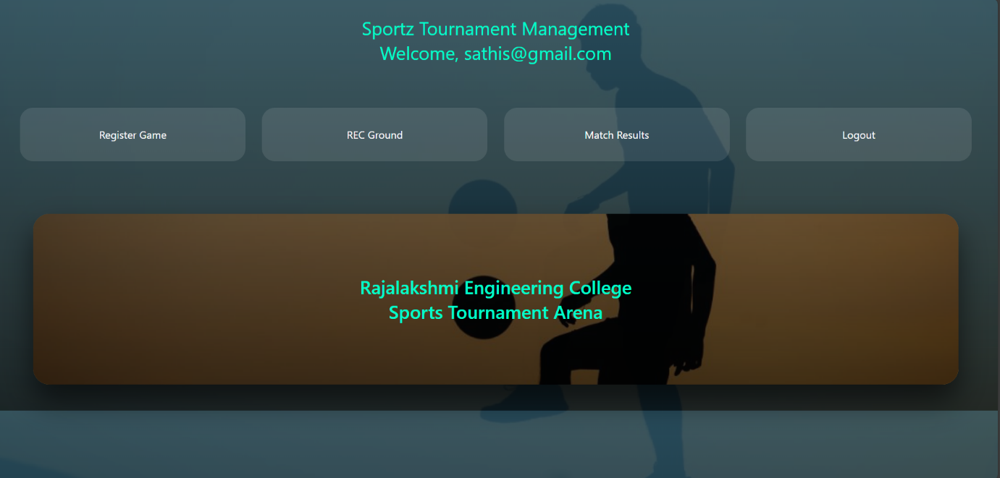 Sportz Tournament Management
Welcome, sathis@gmail.com
Register Game
REC Ground
Match Results
Logout
Rajalakshmi Engineering College
Sports Tournament Arena